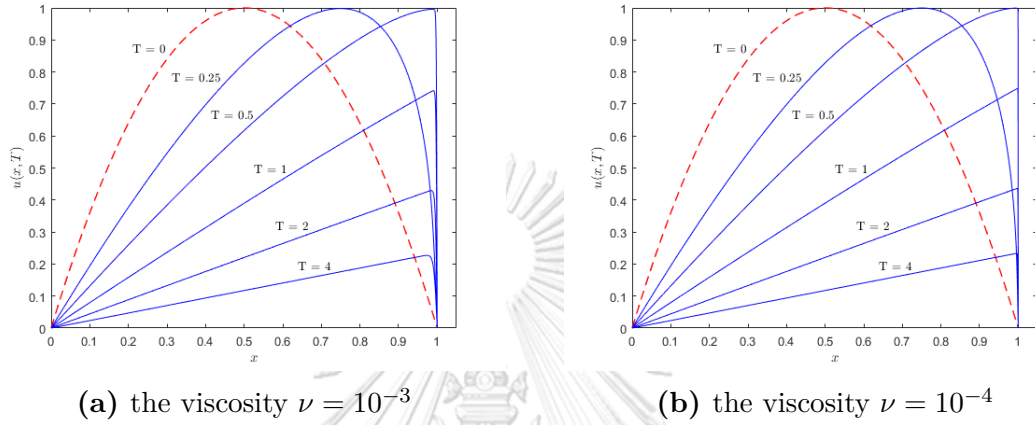 1
0.9
0.8
0.7
0.6
0.5
0.4
0.3
0.2
0.1
0
u(x, T)
T = 0
T = 0.25
T = 0.5
T = 1
T = 2
T = 4
0 0.1 0.2 0.3 0.4 0.5 0.6 0.7 0.8 0.9 1
x
(a) the viscosity ν = 10⁻³
1
0.9
0.8
0.7
0.6
0.5
0.4
0.3
0.2
0.1
0
u(x, T)
T = 0
T = 0.25
T = 0.5
T = 1
T = 2
T = 4
0 0.1 0.2 0.3 0.4 0.5 0.6 0.7 0.8 0.9 1
x
(b) the viscosity ν = 10⁻⁴